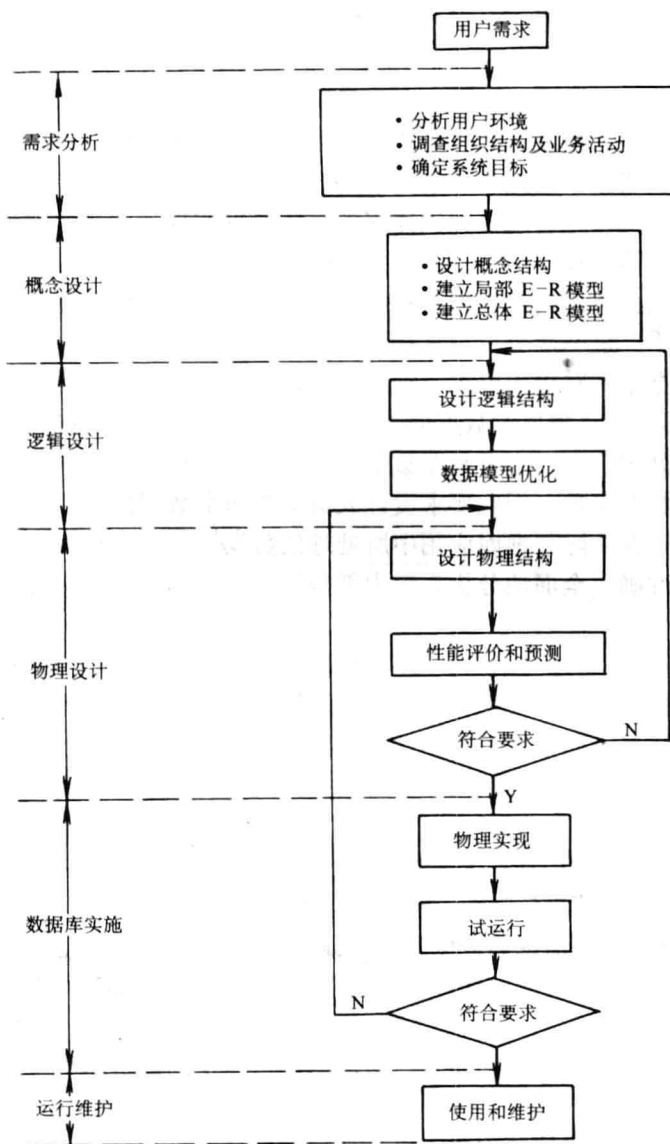 用户需求
需求分析
• 分析用户环境
• 调查组织结构及业务活动
• 确定系统目标
概念设计
• 设计概念结构
• 建立局部 E-R 模型
• 建立总体 E-R 模型
逻辑设计
设计逻辑结构
数据模型优化
物理设计
设计物理结构
性能评价和预测
符合要求
N
Y
数据库实施
物理实现
试运行
符合要求
N
运行维护
使用和维护